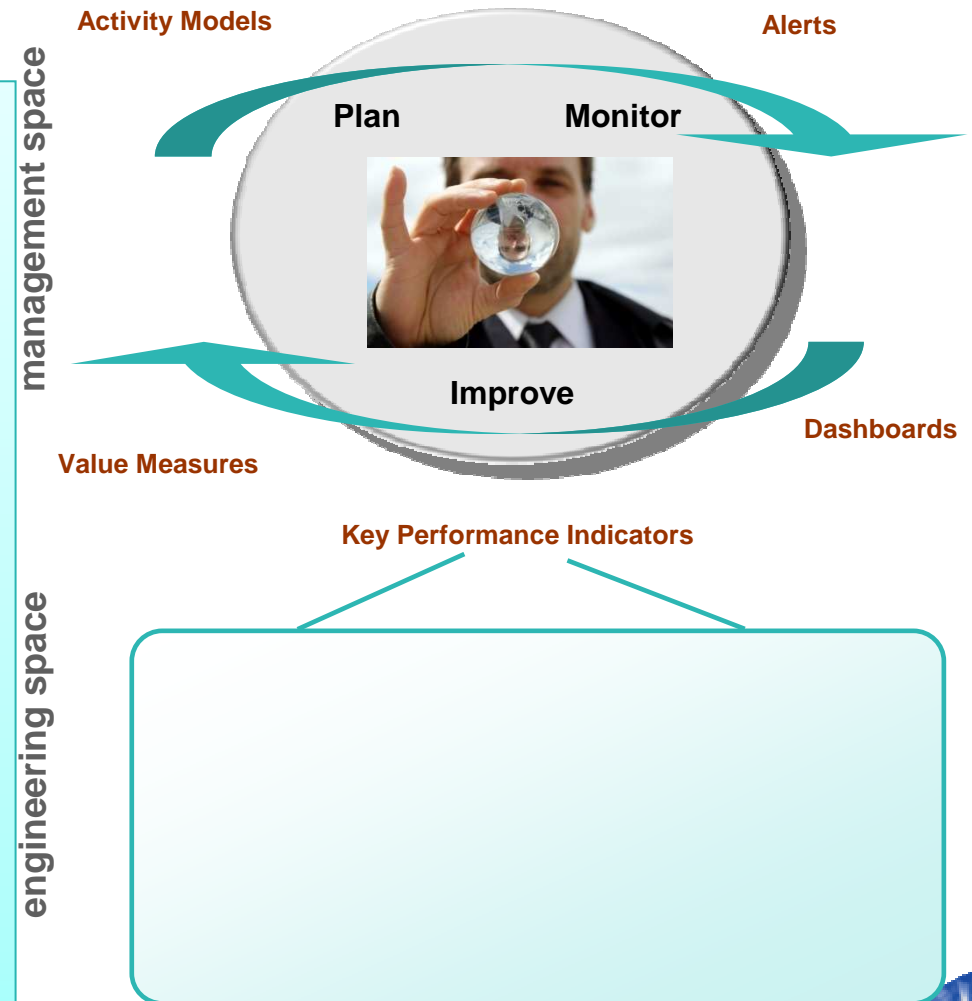 Activity Models
Alerts
management space
Plan
Monitor
Improve
Dashboards
Value Measures
Key Performance Indicators
engineering space